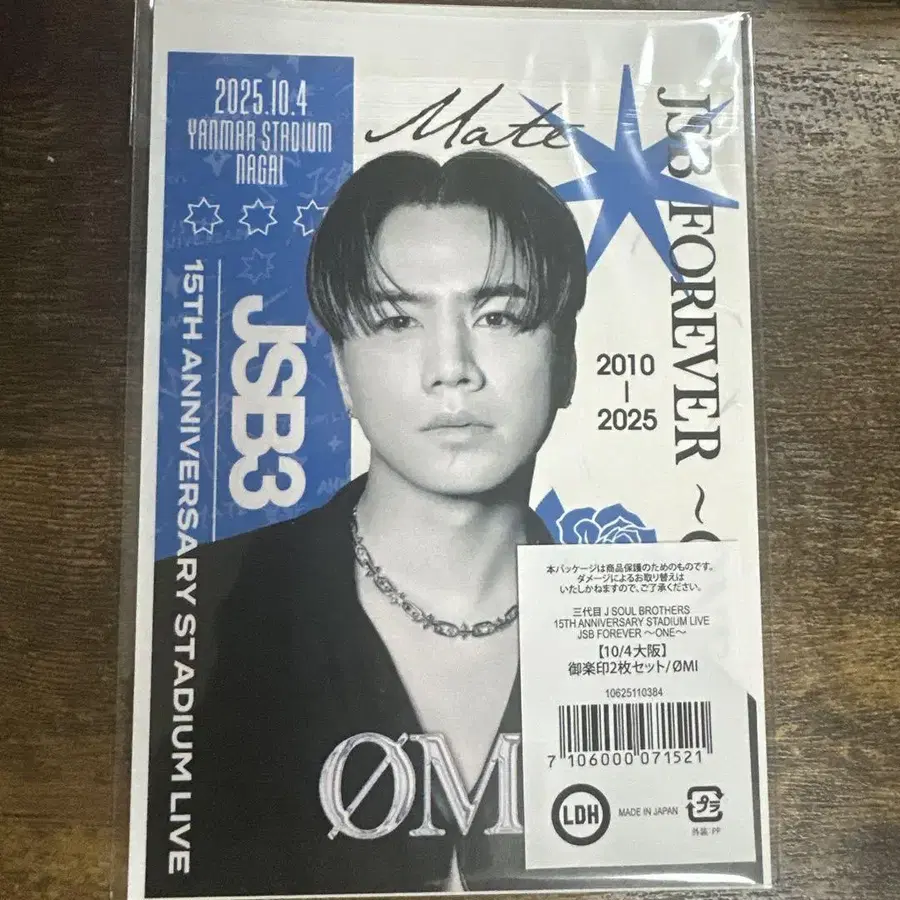 2025.10.4
YANMAR STADIUM
NAGAI
Mate
JSB FOREVER ~
2010
-
2025
JSB3
15TH ANNIVERSARY STADIUM LIVE
ØM
本パッケージは商品保護のためのものです。
ダメージによるお取り替えは
いたしかねますので、ご了承ください。
三代目 J SOUL BROTHERS
15TH ANNIVERSARY STADIUM LIVE
JSB FOREVER ～ONE～
【10/4大阪】
御楽印2枚セット/ØMI
10625110384
7 106000 071521
LDH
MADE IN JAPAN
プラ
外装:PP